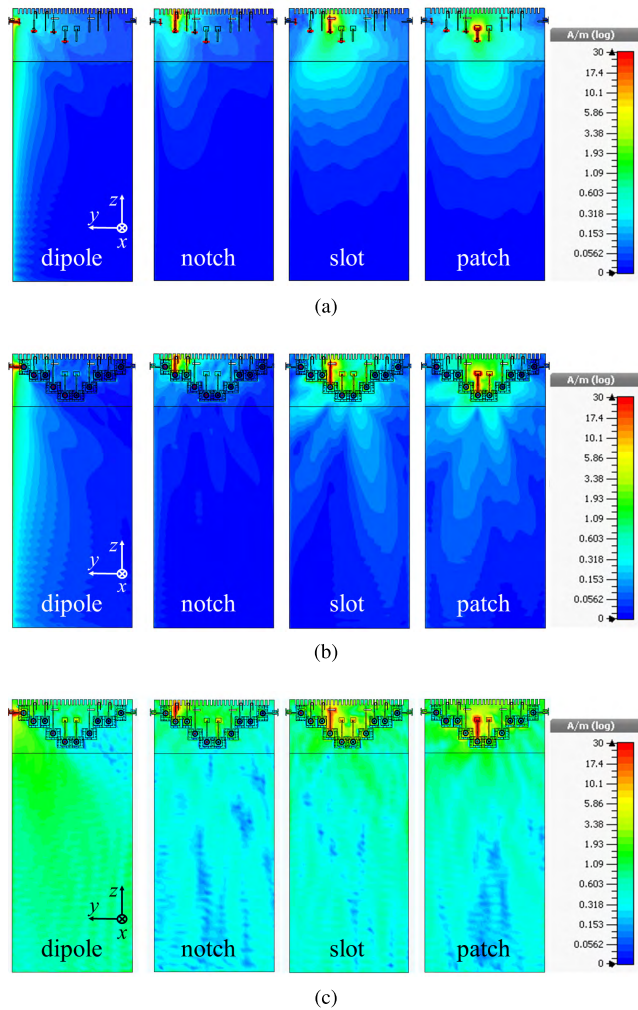 A/m (log)
30
17.4
10.1
5.86
3.38
1.93
1.09
0.603
0.318
0.153
0.0562
0
z
y
x
dipole notch slot patch
(a)
A/m (log)
30
17.4
10.1
5.86
3.38
1.93
1.09
0.603
0.318
0.153
0.0562
0
z
y
x
dipole notch slot patch
(b)
A/m (log)
30
17.4
10.1
5.86
3.38
1.93
1.09
0.603
0.318
0.153
0.0562
0
z
y
x
dipole notch slot patch
(c)